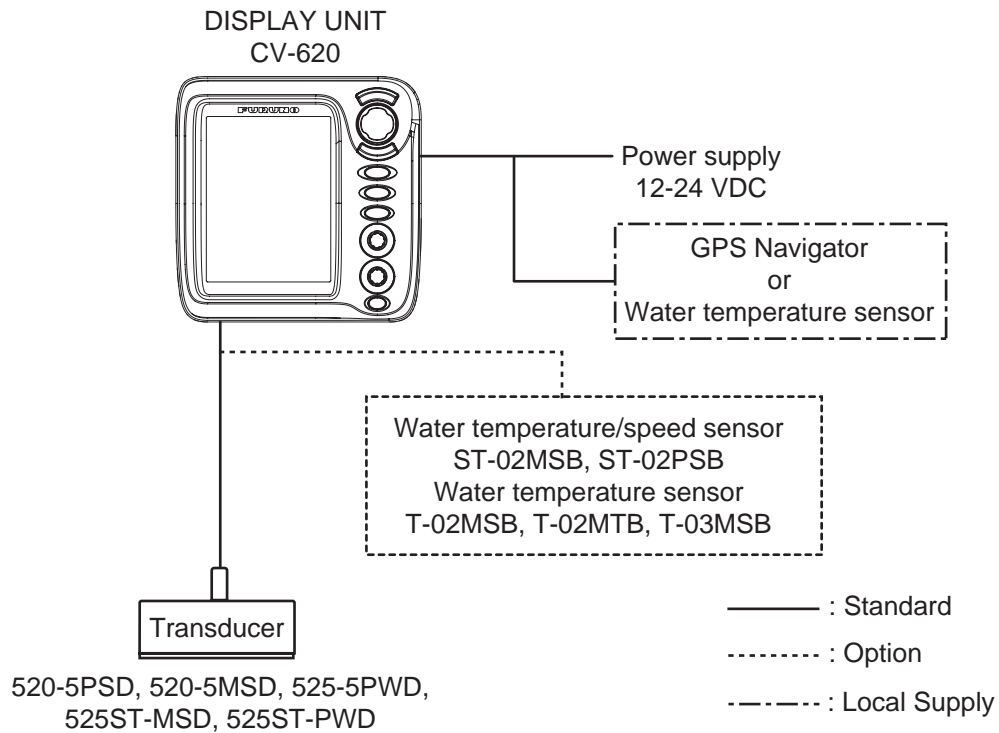 DISPLAY UNIT
CV-620
FURUNO
Power supply
12-24 VDC
GPS Navigator
or
Water temperature sensor
Water temperature/speed sensor
ST-02MSB, ST-02PSB
Water temperature sensor
T-02MSB, T-02MTB, T-03MSB
Transducer
520-5PSD, 520-5MSD, 525-5PWD,
525ST-MSD, 525ST-PWD
: Standard
: Option
: Local Supply